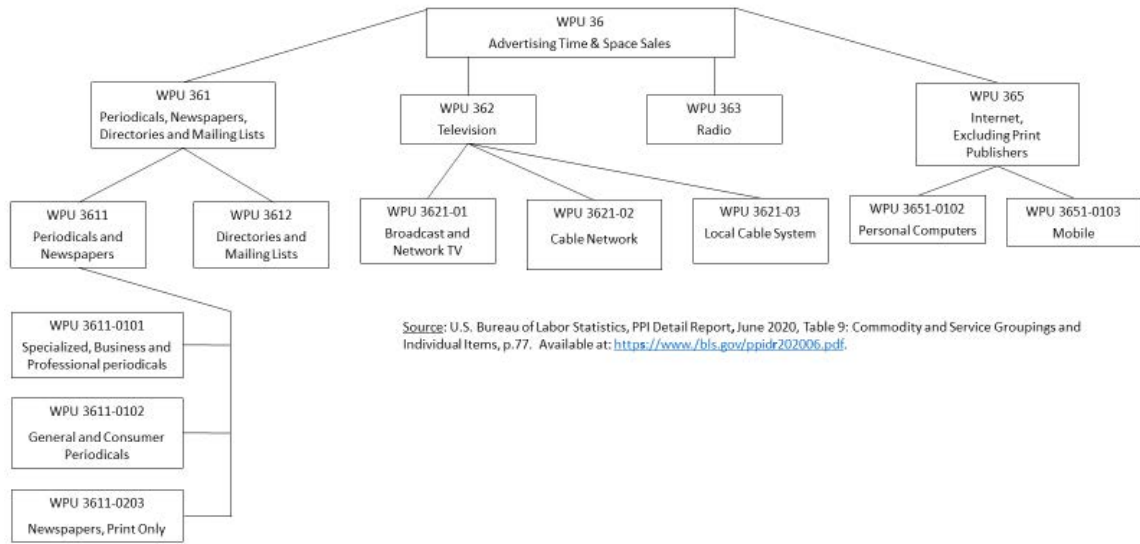 WPU 36
Advertising Time & Space Sales
WPU 361
Periodicals, Newspapers,
Directories and Mailing Lists
WPU 362
Television
WPU 363
Radio
WPU 365
Internet,
Excluding Print
Publishers
WPU 3611
Periodicals and
Newspapers
WPU 3612
Directories and
Mailing Lists
WPU 3621-01
Broadcast and
Network TV
WPU 3621-02
Cable Network
WPU 3621-03
Local Cable System
WPU 3651-0102
Personal Computers
WPU 3651-0103
Mobile
WPU 3611-0101
Specialized, Business and
Professional periodicals
WPU 3611-0102
General and Consumer
Periodicals
WPU 3611-0203
Newspapers, Print Only
Source: U.S. Bureau of Labor Statistics, PPI Detail Report, June 2020, Table 9: Commodity and Service Groupings and
Individual Items, p.77. Available at: https://www./bls.gov/ppidr202006.pdf.